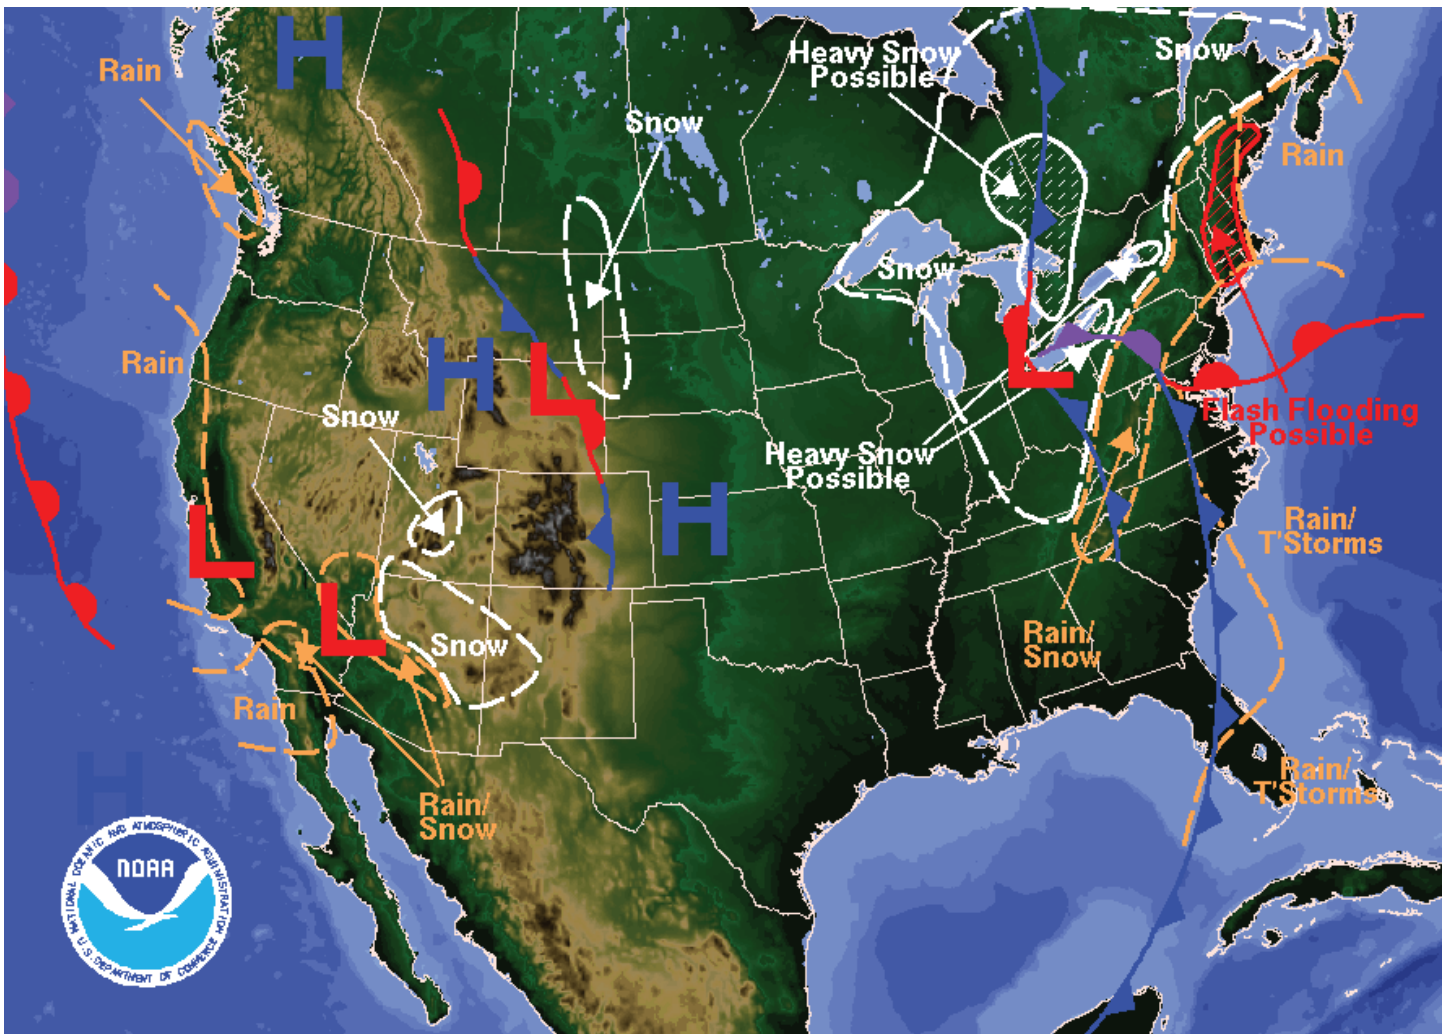 H
Heavy Snow
Possible
Snow
Rain
Snow
Rain
Snow
Rain
H
L
L
Snow
Flash Flooding
Possible
Heavy Snow
Possible
H
L
Rain/
T'Storms
L
Rain/
Snow
Snow
Rain
H
Rain/
T'Storms
Rain/
Snow
NOAA
NATIONAL OCEANIC AND ATMOSPHERIC ADMINISTRATION
U.S. DEPARTMENT OF COMMERCE